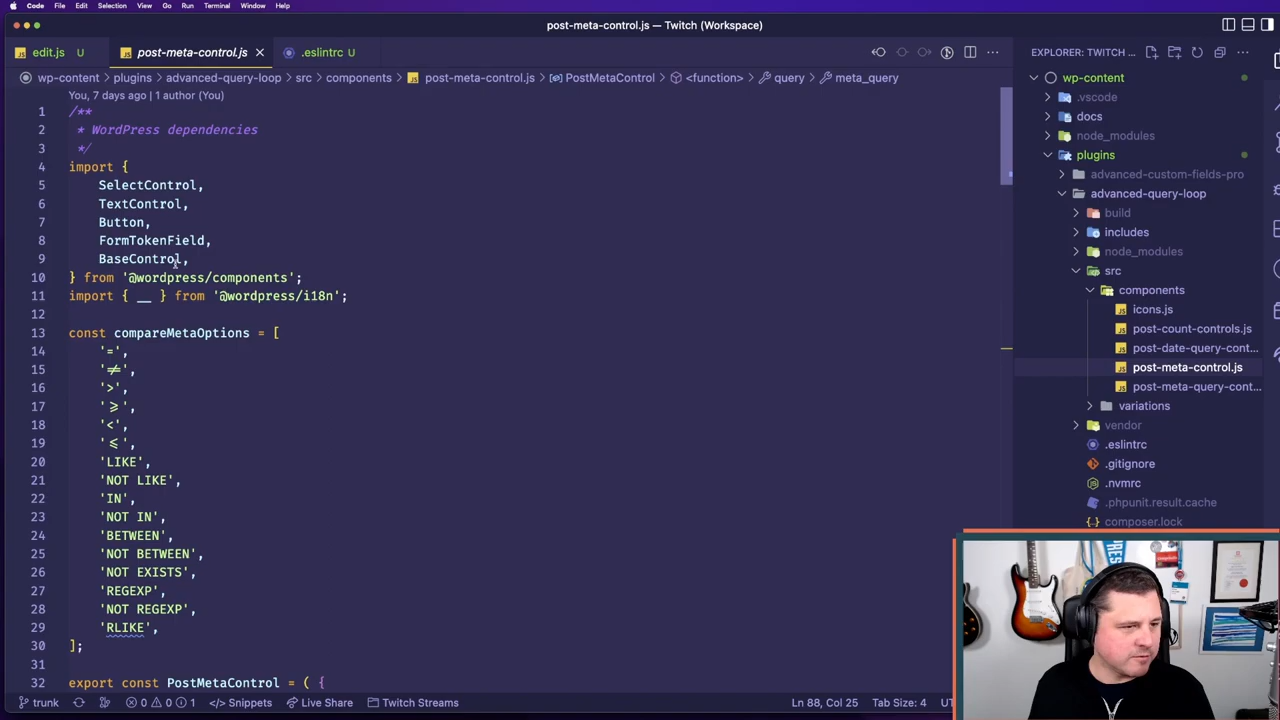 Code File Edit Selection View Go Run Terminal Window Help
post-meta-control.js — Twitch (Workspace)
edit.js U post-meta-control.js .eslintrc U EXPLORER: TWITCH ...
wp-content plugins advanced-query-loop src components post-meta-control.js PostMetaControl <function> query meta_query
You, 7 days ago | 1 author (You)
1 /**
2 * WordPress dependencies
3 */
4 import {
5 SelectControl,
6 TextControl,
7 Button,
8 FormTokenField,
9 BaseControl,
10 } from '@wordpress/components';
11 import { __ } from '@wordpress/i18n';
12
13 const compareMetaOptions = [
14 '=',
15 '≠',
16 '>',
17 '⩾',
18 '<',
19 '⩽',
20 'LIKE',
21 'NOT LIKE',
22 'IN',
23 'NOT IN',
24 'BETWEEN',
25 'NOT BETWEEN',
26 'NOT EXISTS',
27 'REGEXP',
28 'NOT REGEXP',
29 'RLIKE',
30 ];
31
32 export const PostMetaControl = ( {
wp-content
.vscode
docs
node_modules
plugins
advanced-custom-fields-pro
advanced-query-loop
build
includes
node_modules
src
components
icons.js
post-count-controls.js
post-date-query-cont...
post-meta-control.js
post-meta-query-cont...
variations
vendor
.eslintrc
.gitignore
.nvmrc
.phpunit.result.cache
composer.lock
trunk 0 0 1 </> Snippets Live Share Twitch Streams Ln 88, Col 25 Tab Size: 4